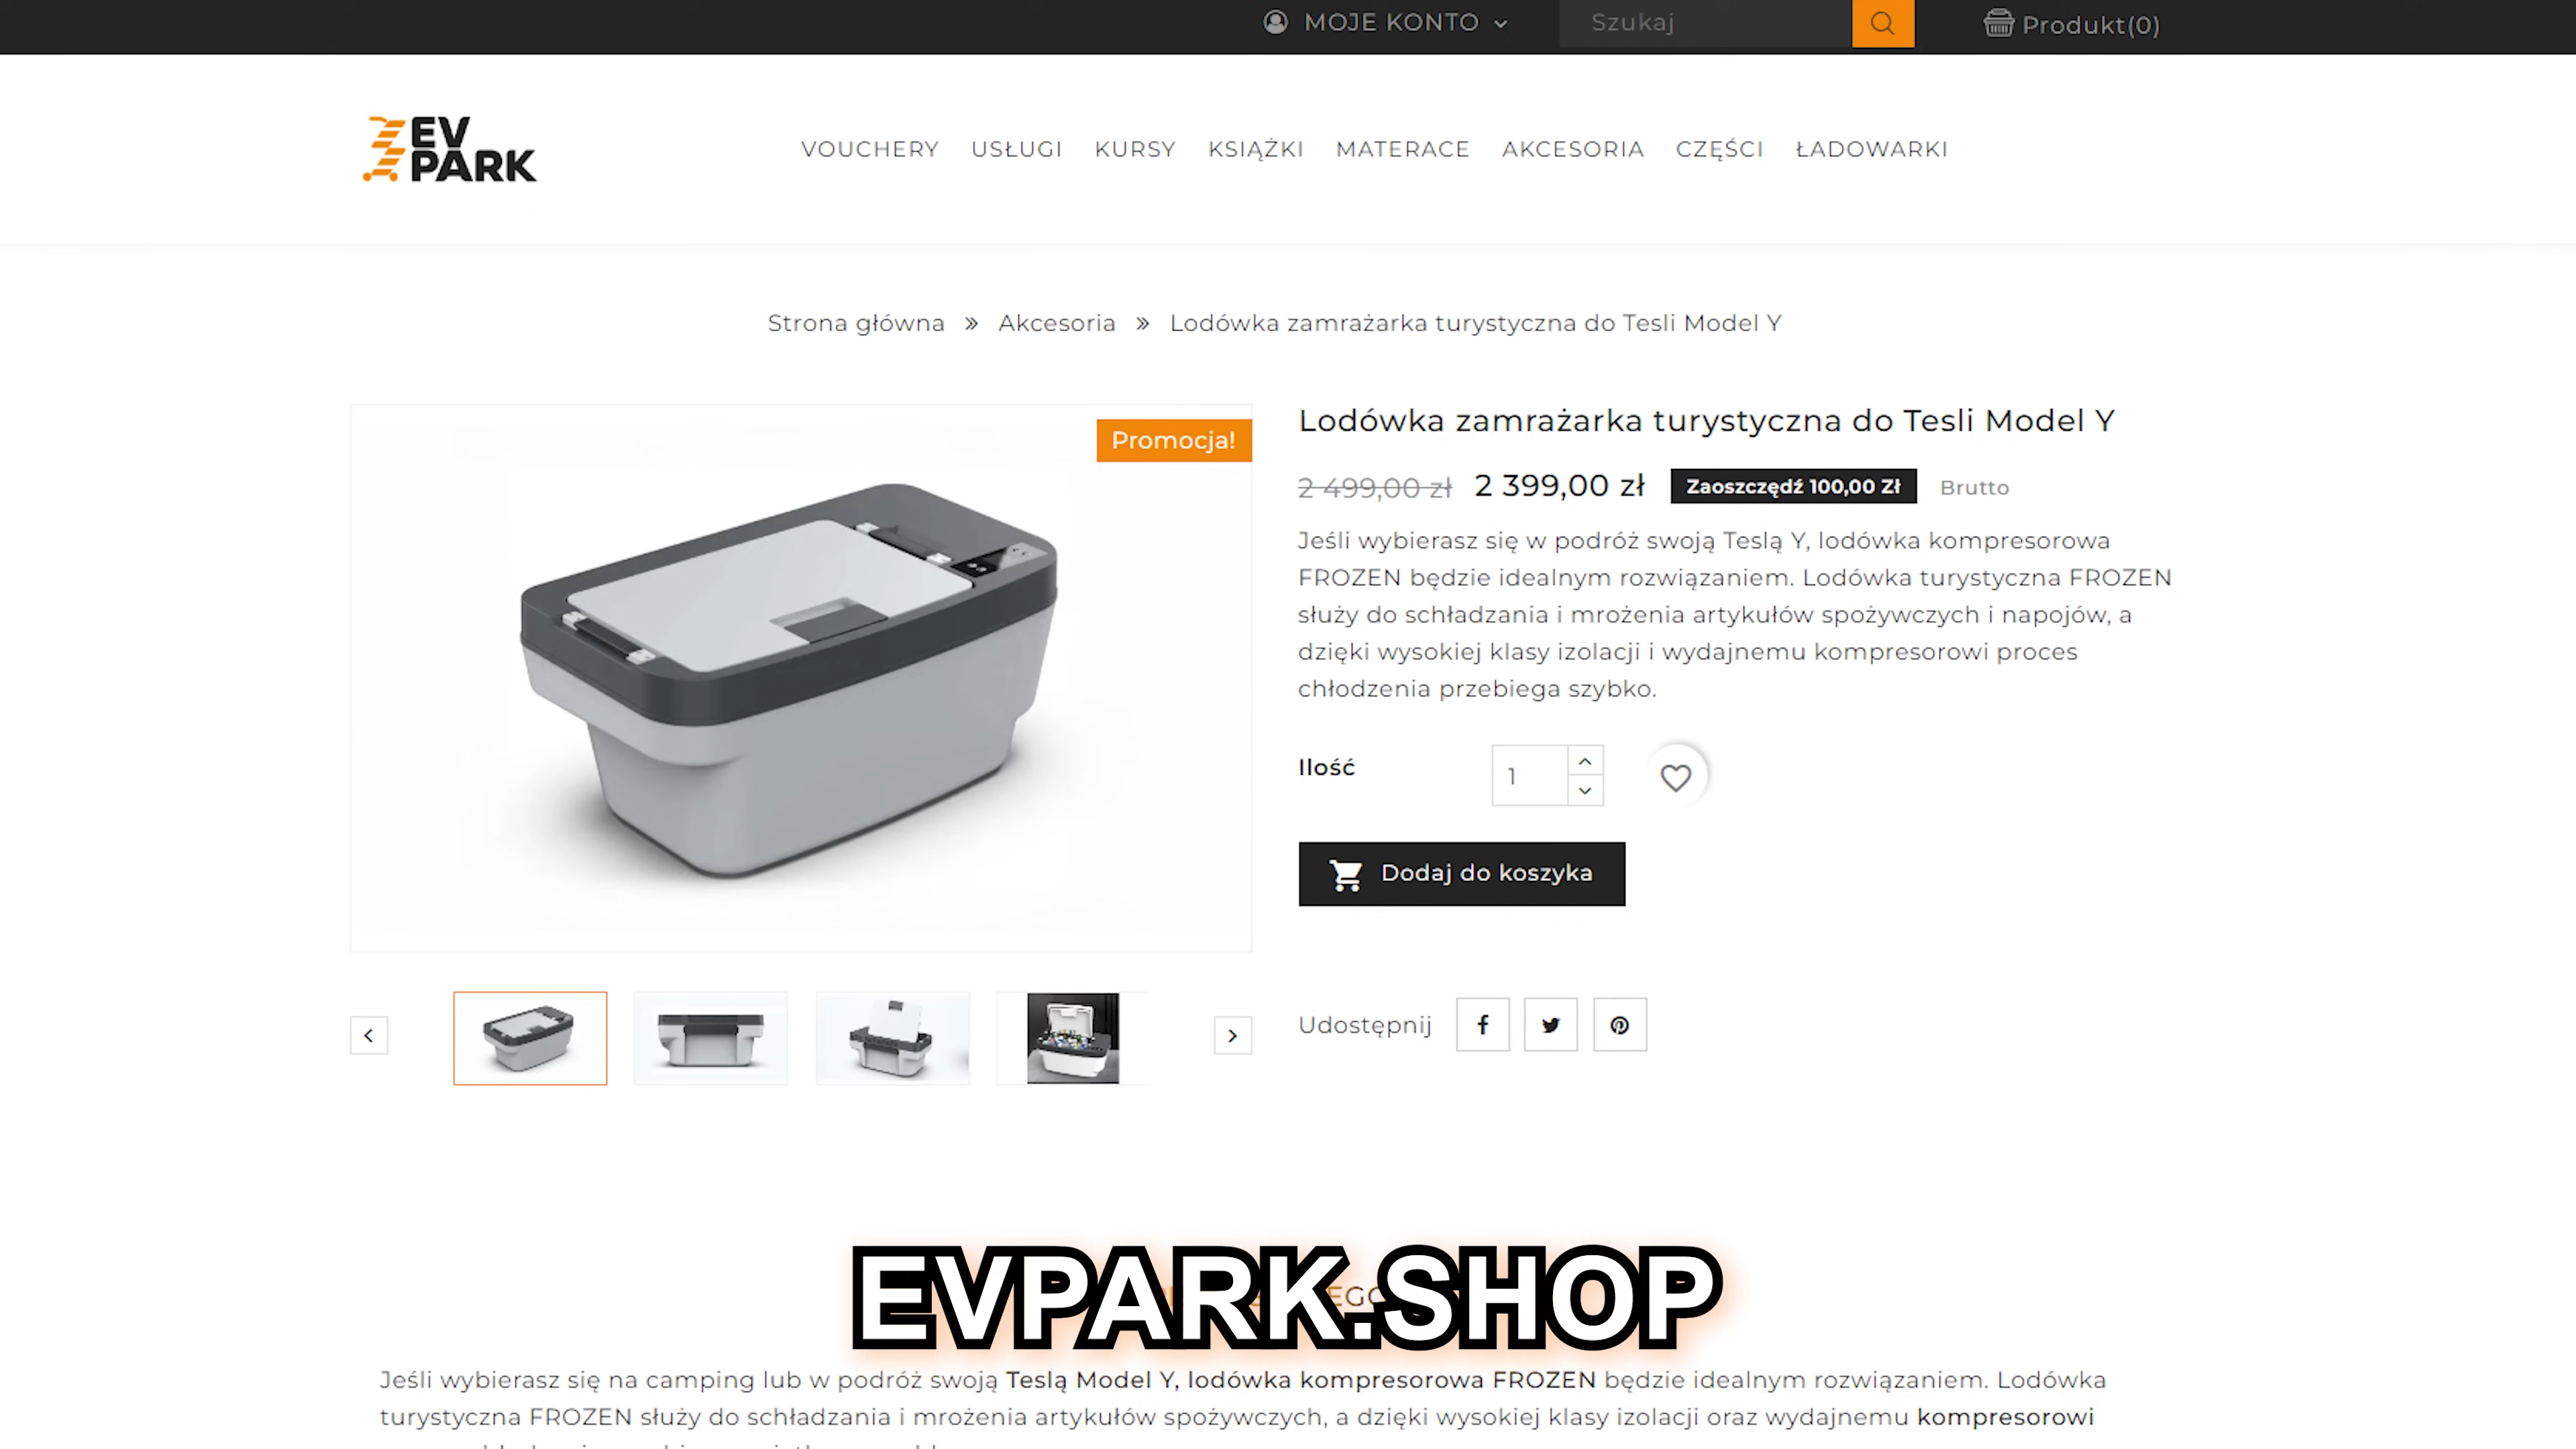 MOJE KONTO
Szukaj
Produkt(0)
EV
PARK
VOUCHERY
USŁUGI
KURSY
KSIĄŻKI
MATERACE
AKCESORIA
CZĘŚCI
ŁADOWARKI
Strona główna » Akcesoria » Lodówka zamrażarka turystyczna do Tesli Model Y
Promocja!
Lodówka zamrażarka turystyczna do Tesli Model Y
2 499,00 zł 2 399,00 zł Zaoszczędź 100,00 Zł Brutto
Jeśli wybierasz się w podróż swoją Teslą Y, lodówka kompresorowa
FROZEN będzie idealnym rozwiązaniem. Lodówka turystyczna FROZEN
służy do schładzania i mrożenia artykułów spożywczych i napojów, a
dzięki wysokiej klasy izolacji i wydajnemu kompresorowi proces
chłodzenia przebiega szybko.
Ilość
1
Dodaj do koszyka
Udostępnij
EVPARK.SHOP
Jeśli wybierasz się na camping lub w podróż swoją Teslą Model Y, lodówka kompresorowa FROZEN będzie idealnym rozwiązaniem. Lodówka
turystyczna FROZEN służy do schładzania i mrożenia artykułów spożywczych, a dzięki wysokiej klasy izolacji oraz wydajnemu kompresorowi